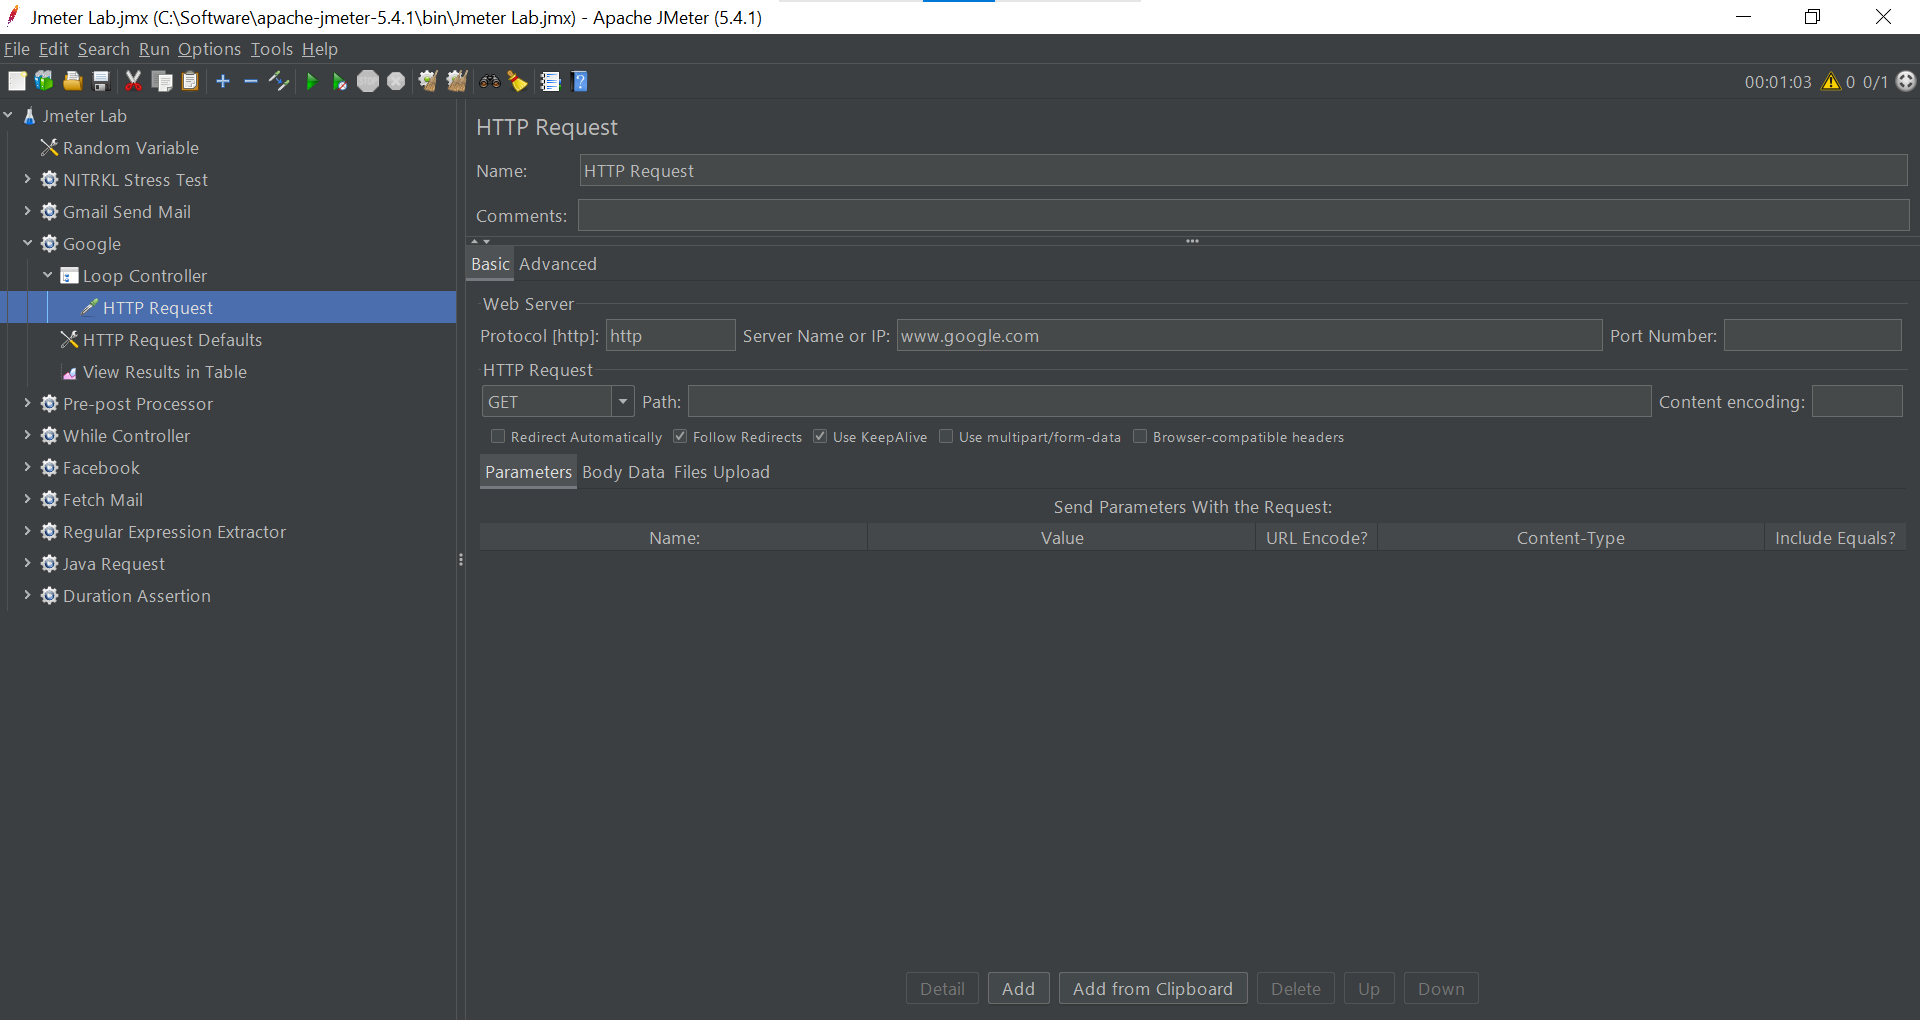 Jmeter Lab.jmx (C:\Software\apache-jmeter-5.4.1\bin\Jmeter Lab.jmx) - Apache JMeter (5.4.1)
File Edit Search Run Options Tools Help
00:01:03 0 0/1
Jmeter Lab
Random Variable
NITRKL Stress Test
Gmail Send Mail
Google
Loop Controller
HTTP Request
HTTP Request Defaults
View Results in Table
Pre-post Processor
While Controller
Facebook
Fetch Mail
Regular Expression Extractor
Java Request
Duration Assertion
HTTP Request
Name: HTTP Request
Comments:
Basic Advanced
Web Server
Protocol [http]: http Server Name or IP: www.google.com Port Number:
HTTP Request
GET Path: Content encoding:
Redirect Automatically Follow Redirects Use KeepAlive Use multipart/form-data Browser-compatible headers
Parameters Body Data Files Upload
Send Parameters With the Request:
Name: Value URL Encode? Content-Type Include Equals?
Detail Add Add from Clipboard Delete Up Down